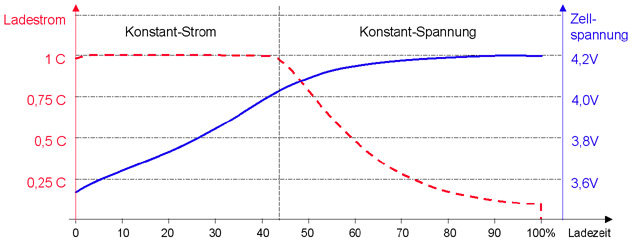 Ladestrom
Konstant-Strom
Konstant-Spannung
Zell-
spannung
1 C
4,2V
0,75 C
4,0V
0,5 C
3,8V
0,25 C
3,6V
0 10 20 30 40 50 60 70 80 90 100% Ladezeit